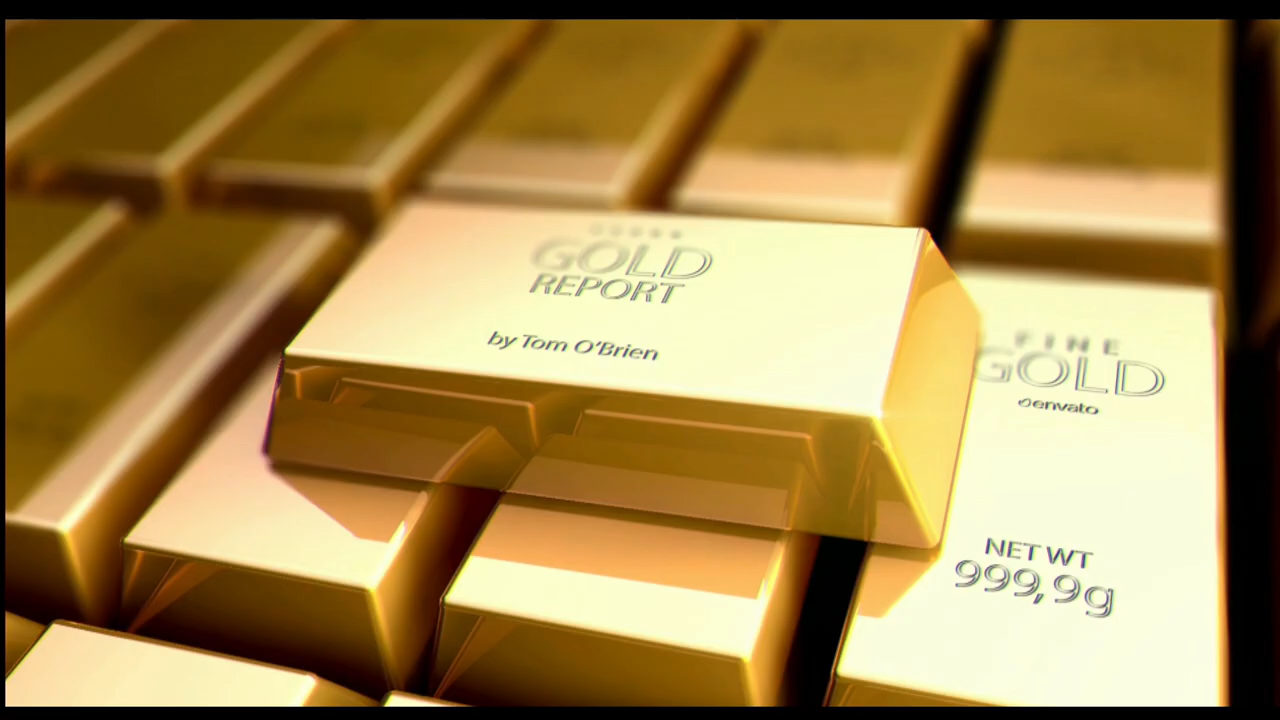 GOLD
REPORT
by Tom O'Brien
FINE
GOLD
envato
NET WT
999,9g